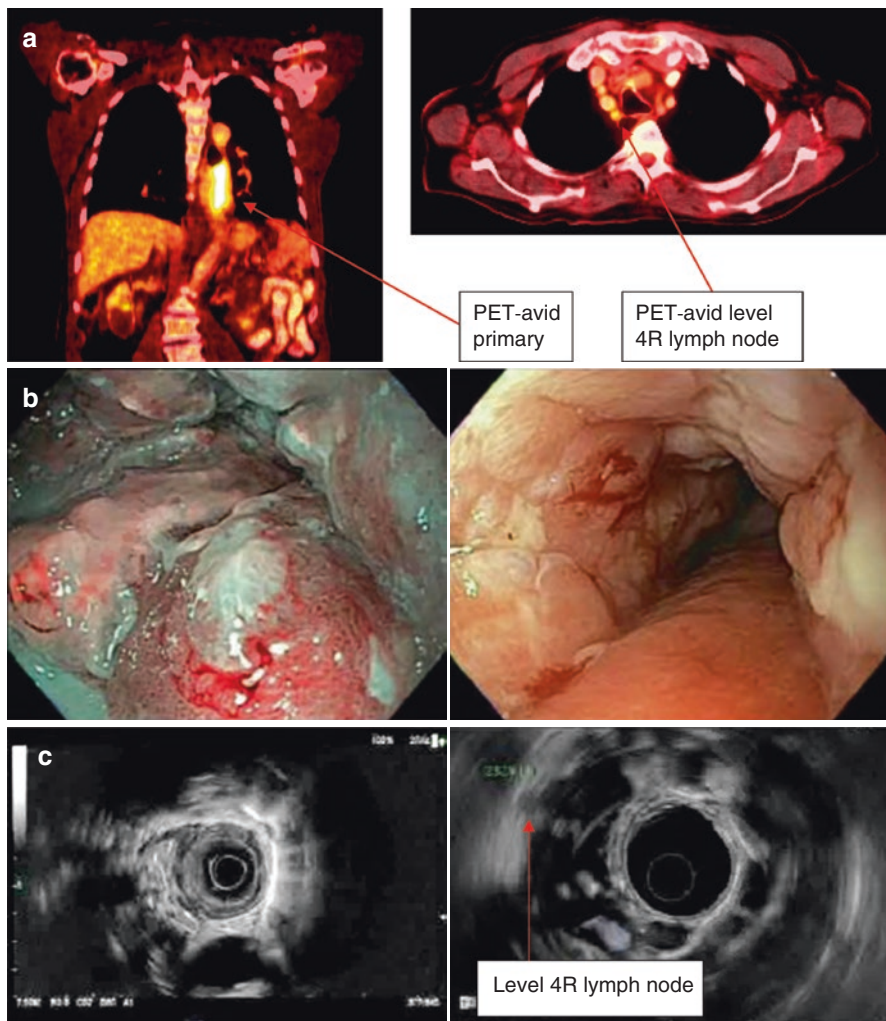 a
PET-avid
primary
PET-avid level
4R lymph node
b
c
Level 4R lymph node